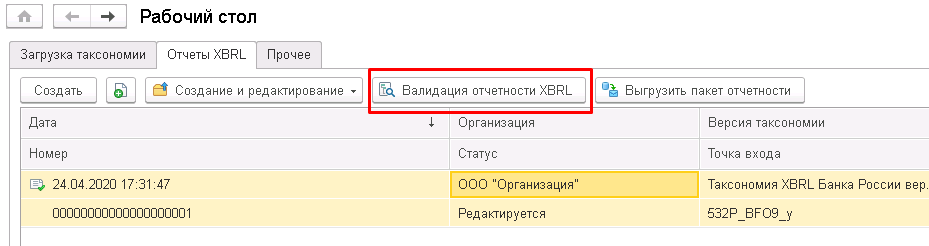 Рабочий стол
Загрузка таксономии Отчеты XBRL Прочее
Создать Создание и редактирование Валидация отчетности XBRL Выгрузить пакет отчетности
Дата ↓ Организация Версия таксономии
Номер Статус Точка входа
24.04.2020 17:31:47 ООО "Организация" Таксономия XBRL Банка России вер.
00000000000000000001 Редактируется 532P_BFO9_y